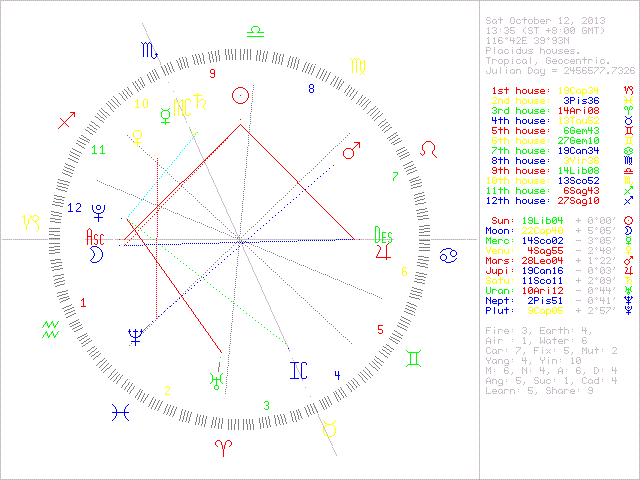 Sat October 12, 2013
13:35 (ST +8:00 GMT)
116°42E 39°93N
Placidus houses.
Tropical, Geocentric.
Julian Day = 2456577.7326
1st house: 19Cap34
2nd house: 3Pis36
3rd house: 14Ari08
4th house: 13Tau52
5th house: 6Gem43
6th house: 27Gem10
7th house: 19Can34
8th house: 3Vir36
9th house: 14Lib08
10th house: 13Sco52
11th house: 6Sag43
12th house: 27Sag10
Sun: 19Lib04 + 0°00'
Moon: 22Cap40 + 5°05'
Merc: 14Sco02 - 3°05'
Venu: 4Sag55 - 2°48'
Mars: 28Leo04 + 1°22'
Jupi: 19Can16 - 0°03'
Satu: 11Sco11 + 2°09'
Uran: 10Ari12 - 0°44'
Nept: 2Pis51 - 0°41'
Plut: 9Cap05 + 2°57'
Fire: 3, Earth: 4,
Air : 1, Water: 6
Car: 7, Fix: 5, Mut: 2
Yang: 4, Yin: 10
M: 6, N: 4, A: 6, D: 4
Ang: 5, Suc: 1, Cad: 4
Learn: 5, Share: 9
9
8
10
MC
11
7
12
Asc
Des
6
1
5
IC
4
2
3